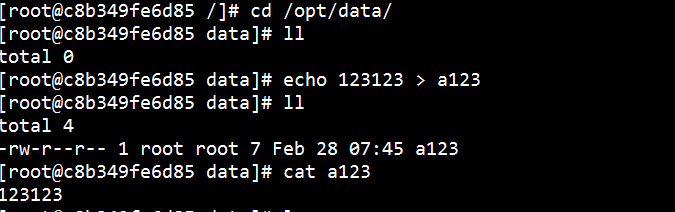 [root@c8b349fe6d85 /]# cd /opt/data/
[root@c8b349fe6d85 data]# ll
total 0
[root@c8b349fe6d85 data]# echo 123123 > a123
[root@c8b349fe6d85 data]# ll
total 4
-rw-r--r-- 1 root root 7 Feb 28 07:45 a123
[root@c8b349fe6d85 data]# cat a123
123123